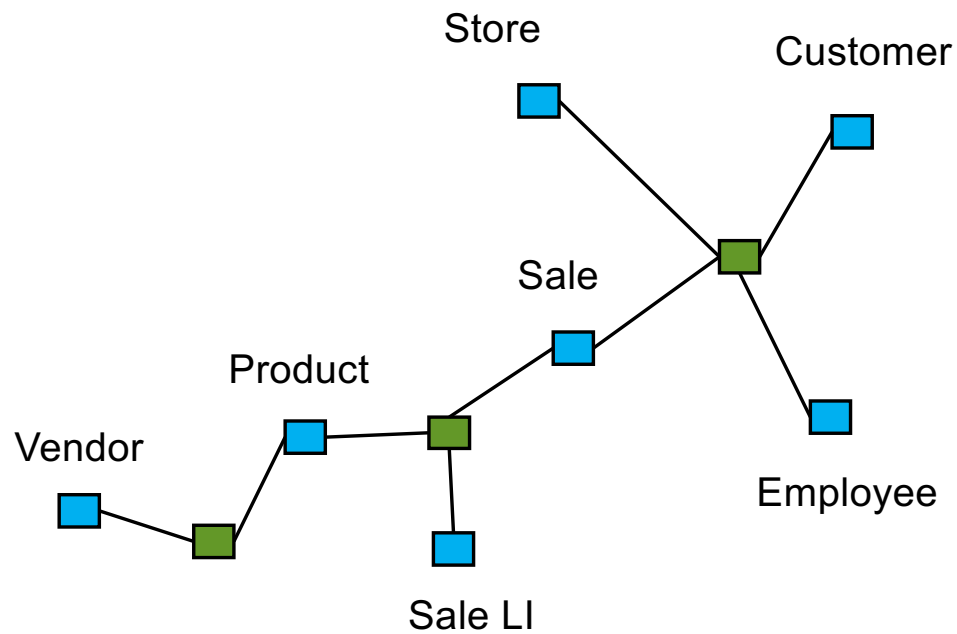 Store
Customer
Sale
Product
Vendor
Employee
Sale LI